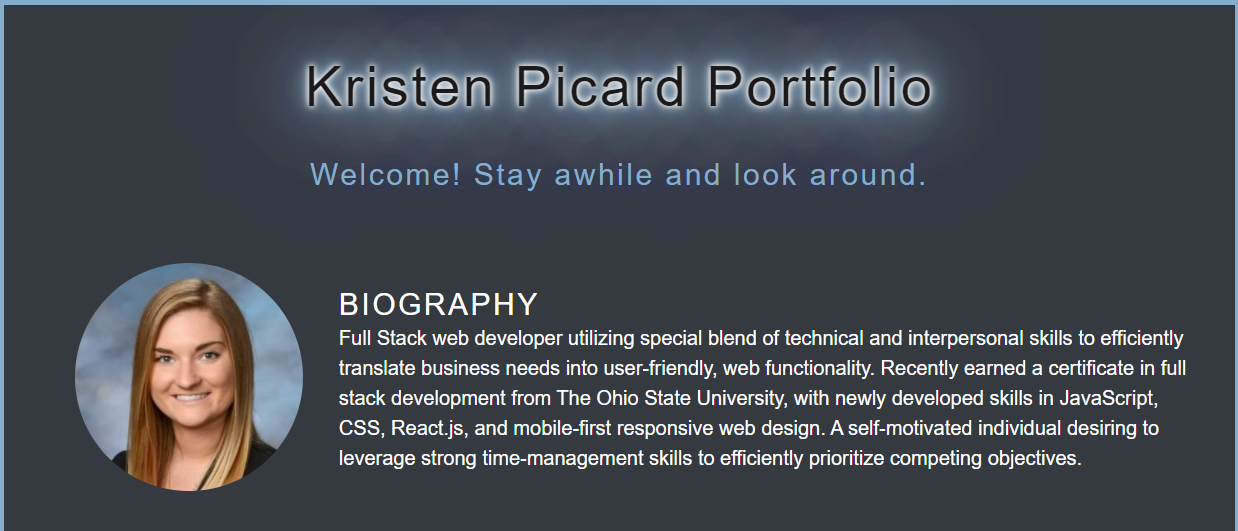 Kristen Picard Portfolio
Welcome! Stay awhile and look around.
BIOGRAPHY
Full Stack web developer utilizing special blend of technical and interpersonal skills to efficiently
translate business needs into user-friendly, web functionality. Recently earned a certificate in full
stack development from The Ohio State University, with newly developed skills in JavaScript,
CSS, React.js, and mobile-first responsive web design. A self-motivated individual desiring to
leverage strong time-management skills to efficiently prioritize competing objectives.